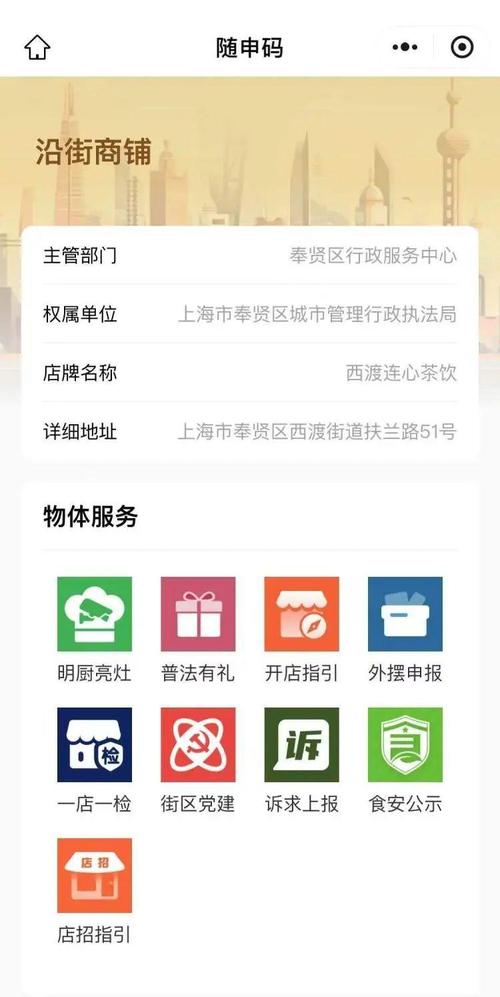 随申码
沿街商铺
主管部门 奉贤区行政服务中心
权属单位 上海市奉贤区城市管理行政执法局
店牌名称 西渡连心茶饮
详细地址 上海市奉贤区西渡街道扶兰路51号
物体服务
明厨亮灶 普法有礼 开店指引 外摆申报
检 诉 食
一店一检 街区党建 诉求上报 食安公示
店招
店招指引